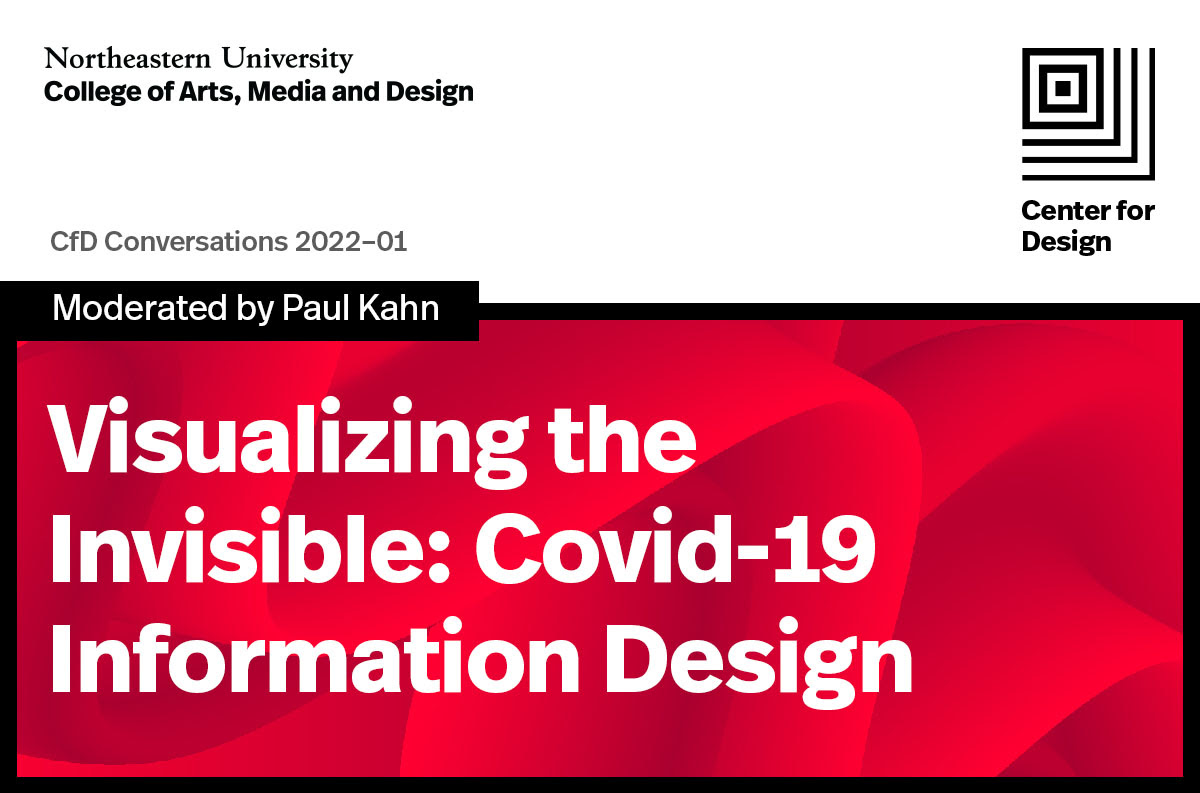 Northeastern University
College of Arts, Media and Design
Center for
Design
CfD Conversations 2022–01
Moderated by Paul Kahn
Visualizing the
Invisible: Covid-19
Information Design